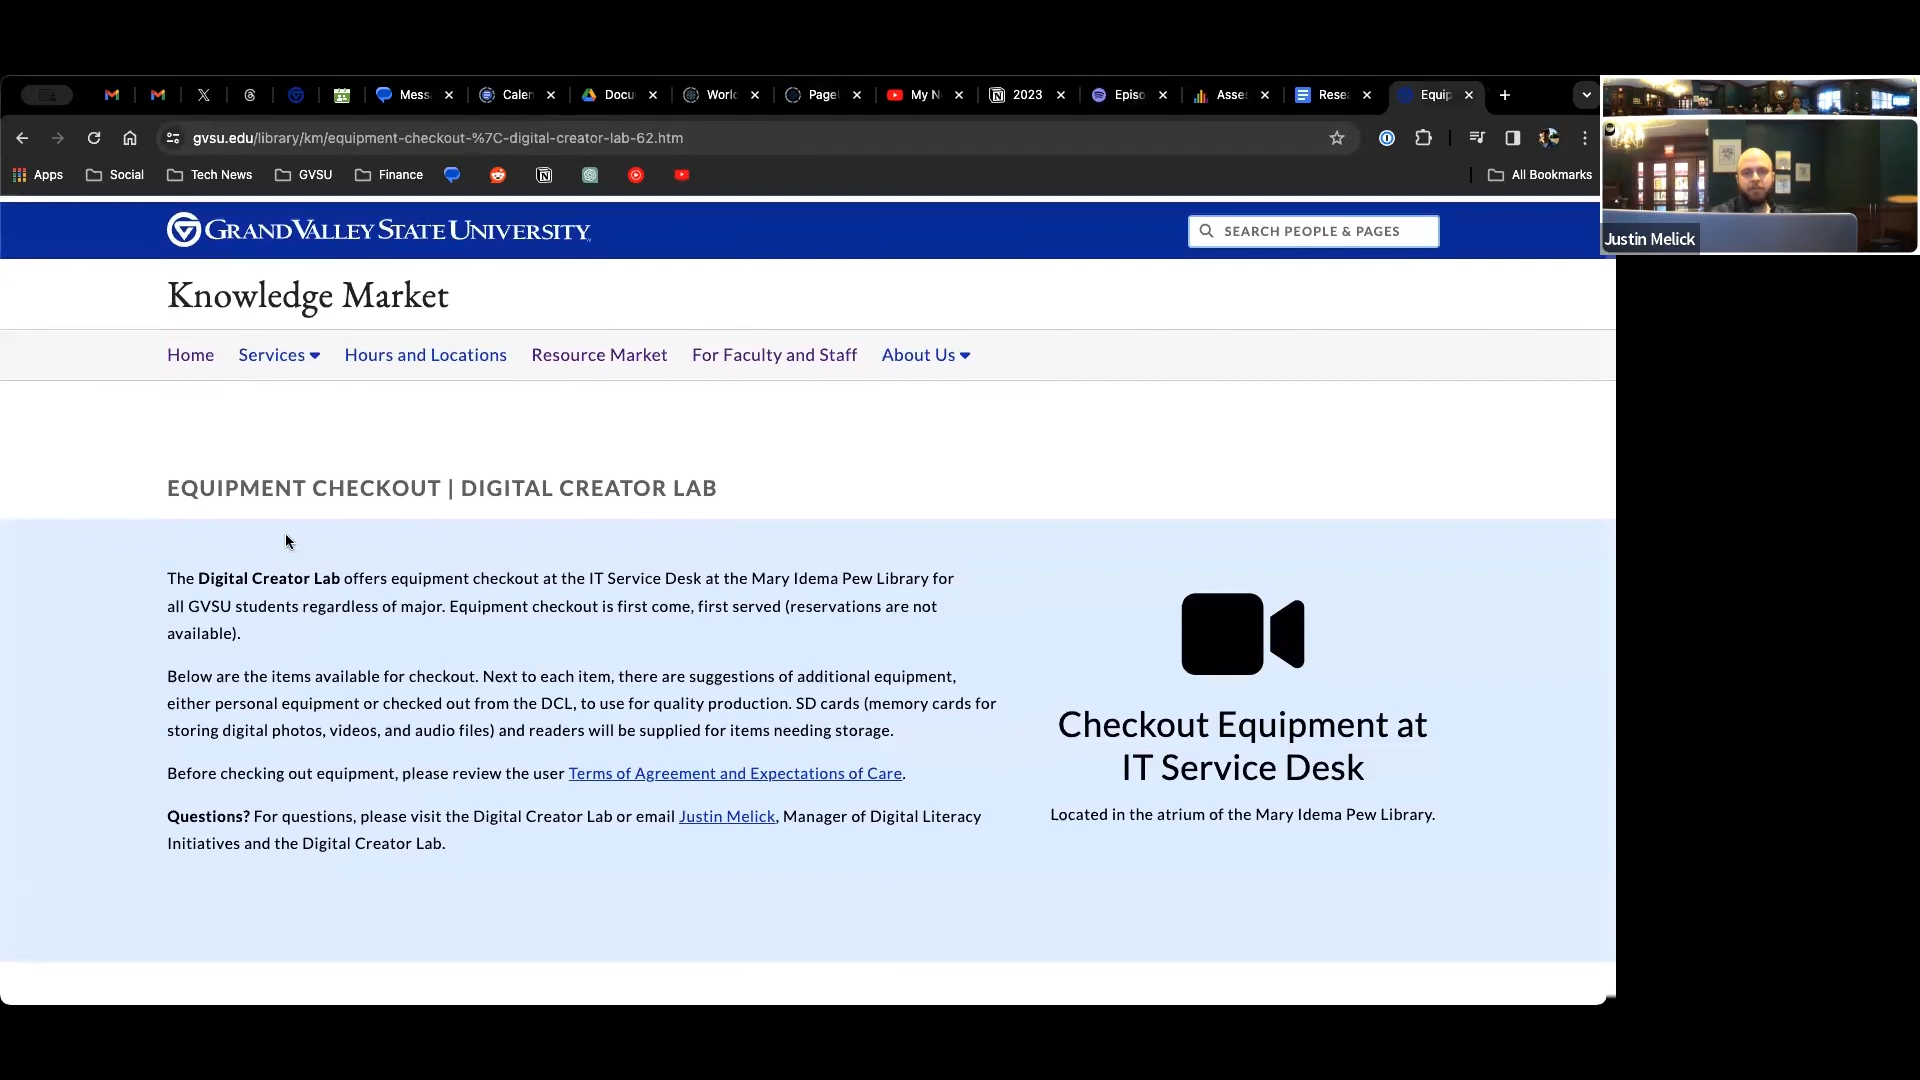 Mess
Calen
Docu
Worl
Page
My N
2023
Episo
Asse
Resea
Equip
gvsu.edu/library/km/equipment-checkout-%7C-digital-creator-lab-62.htm
Apps
Social
Tech News
GVSU
Finance
All Bookmarks
Justin Melick
GRAND VALLEY STATE UNIVERSITY
SEARCH PEOPLE & PAGES
Knowledge Market
Home Services Hours and Locations Resource Market For Faculty and Staff About Us
EQUIPMENT CHECKOUT | DIGITAL CREATOR LAB
The Digital Creator Lab offers equipment checkout at the IT Service Desk at the Mary Idema Pew Library for
all GVSU students regardless of major. Equipment checkout is first come, first served (reservations are not
available).
Below are the items available for checkout. Next to each item, there are suggestions of additional equipment,
either personal equipment or checked out from the DCL, to use for quality production. SD cards (memory cards for
storing digital photos, videos, and audio files) and readers will be supplied for items needing storage.
Before checking out equipment, please review the user Terms of Agreement and Expectations of Care.
Questions? For questions, please visit the Digital Creator Lab or email Justin Melick, Manager of Digital Literacy
Initiatives and the Digital Creator Lab.
Checkout Equipment at
IT Service Desk
Located in the atrium of the Mary Idema Pew Library.